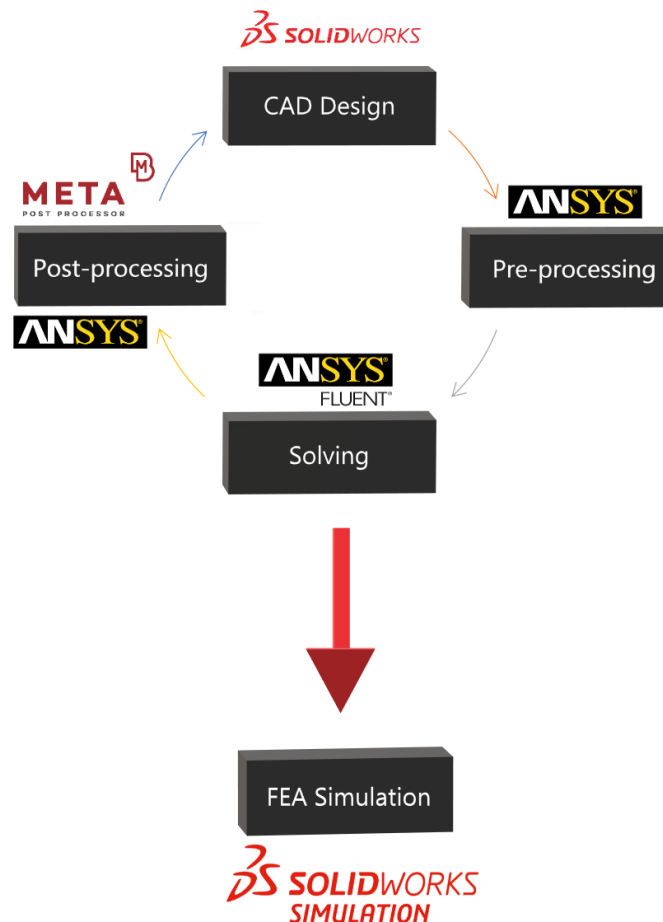 SOLIDWORKS
CAD Design
META
POST PROCESSOR
ANSYS®
Post-processing
Pre-processing
ANSYS®
ANSYS®
FLUENT®
Solving
FEA Simulation
SOLIDWORKS
SIMULATION